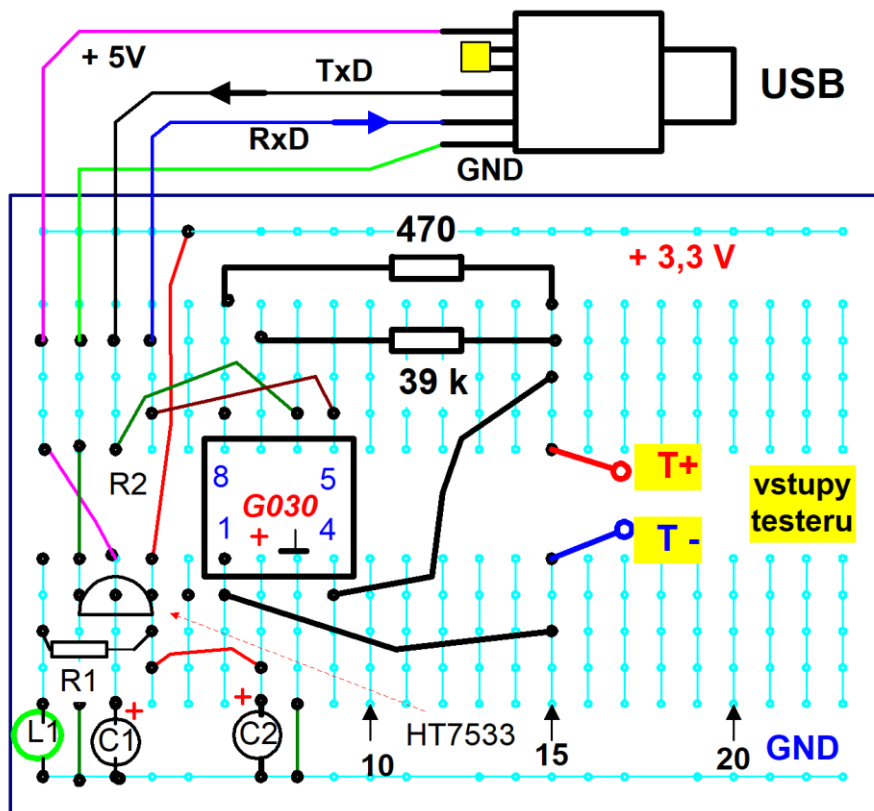 + 5V
TxD
USB
RxD
GND
470
+ 3,3 V
39 k
R2
8
5
G030
1
+
4
T+
T -
vstupy
testeru
R1
+
+
L1
C1
C2
HT7533
10
15
20
GND